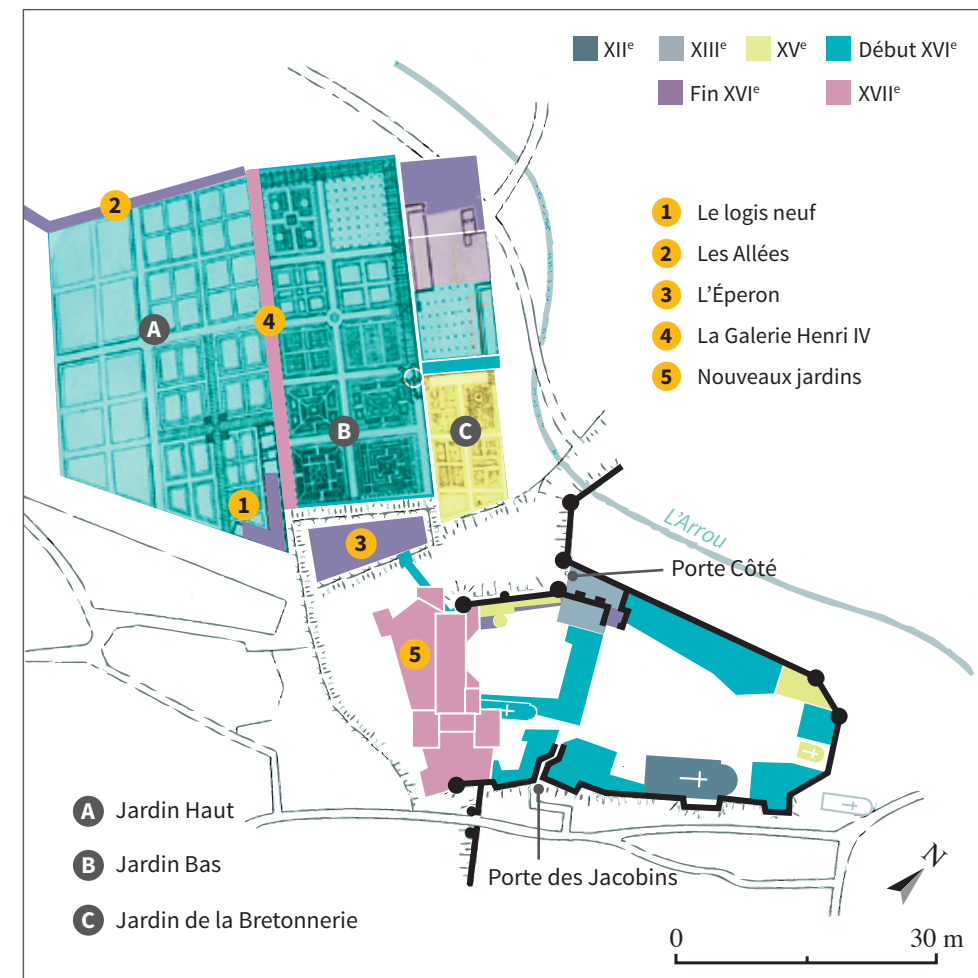 XIIe XIIIe XVe Début XVIe
Fin XVIe XVIIe
1 Le logis neuf
2 Les Allées
3 L'Éperon
4 La Galerie Henri IV
5 Nouveaux jardins
2
A
4
B
C
1
3
L'Arrou
Porte Côté
5
A Jardin Haut
B Jardin Bas
C Jardin de la Bretonnerie
Porte des Jacobins
N
0 30 m